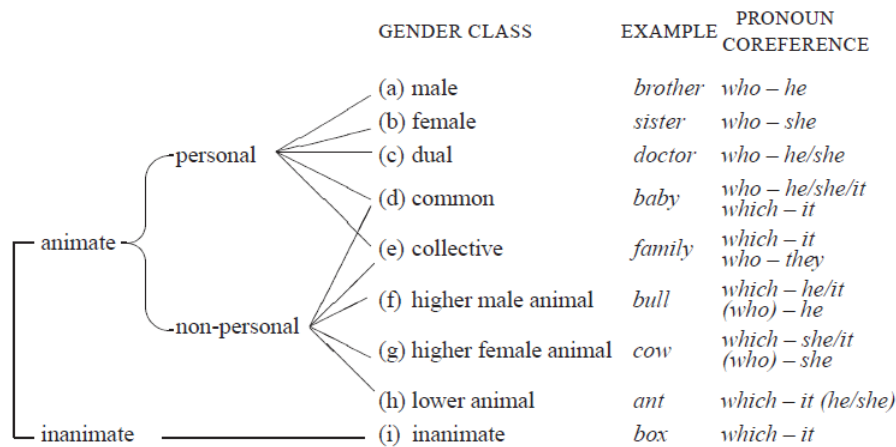 GENDER CLASS EXAMPLE PRONOUN COREFERENCE
(a) male brother who – he
(b) female sister who – she
personal (c) dual doctor who – he/she
(d) common baby who – he/she/it
which – it
animate (e) collective family which – it
who – they
(f) higher male animal bull which – he/it
(who) – he
non-personal
(g) higher female animal cow which – she/it
(who) – she
(h) lower animal ant which – it (he/she)
inanimate (i) inanimate box which – it